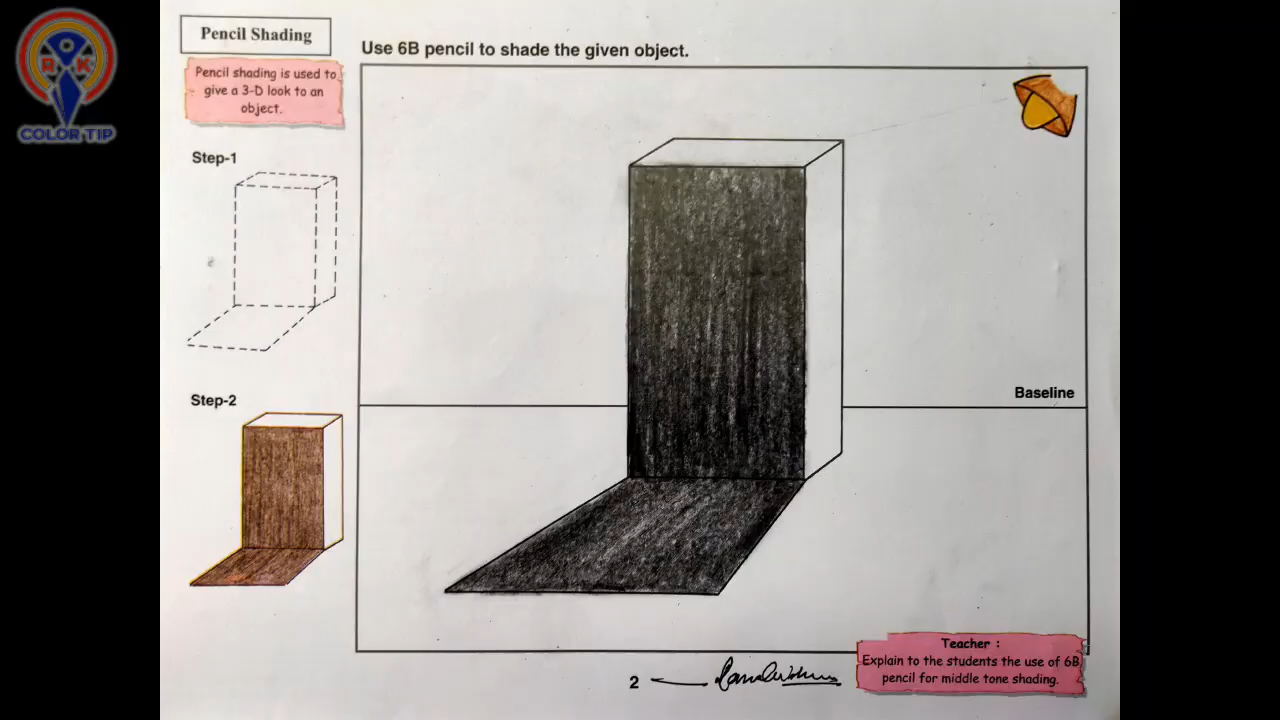 R K
COLOR TIP
Pencil Shading
Pencil shading is used to
give a 3-D look to an
object.
Use 6B pencil to shade the given object.
Step-1
Step-2
Baseline
Teacher :
Explain to the students the use of 6B
pencil for middle tone shading.
2